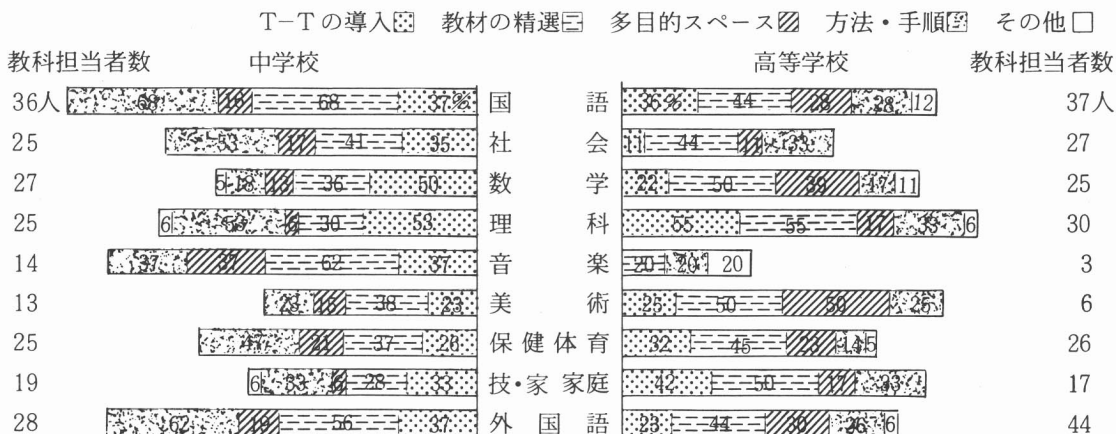 T-Tの導入 教材の精選 多目的スペース 方法・手順 その他
教科担当者数 中学校 高等学校 教科担当者数
36人 68 16 68 37% 国語 36% 44 28 28 12 37人
25 53 17 41 35 社会 11 44 11 33 27
27 5 18 13 36 50 数学 22 50 39 17 11 25
25 6 53 6 30 53 理科 55 55 17 33 6 30
14 37 37 62 37 音楽 20 20 20 3
13 23 15 38 23 美術 25 50 50 25 6
25 47 21 37 26 保健体育 32 45 23 14 5 26
19 6 33 6 28 33 技・家 家庭 42 50 17 33 17
28 62 19 56 37 外国語 23 44 30 26 6 44